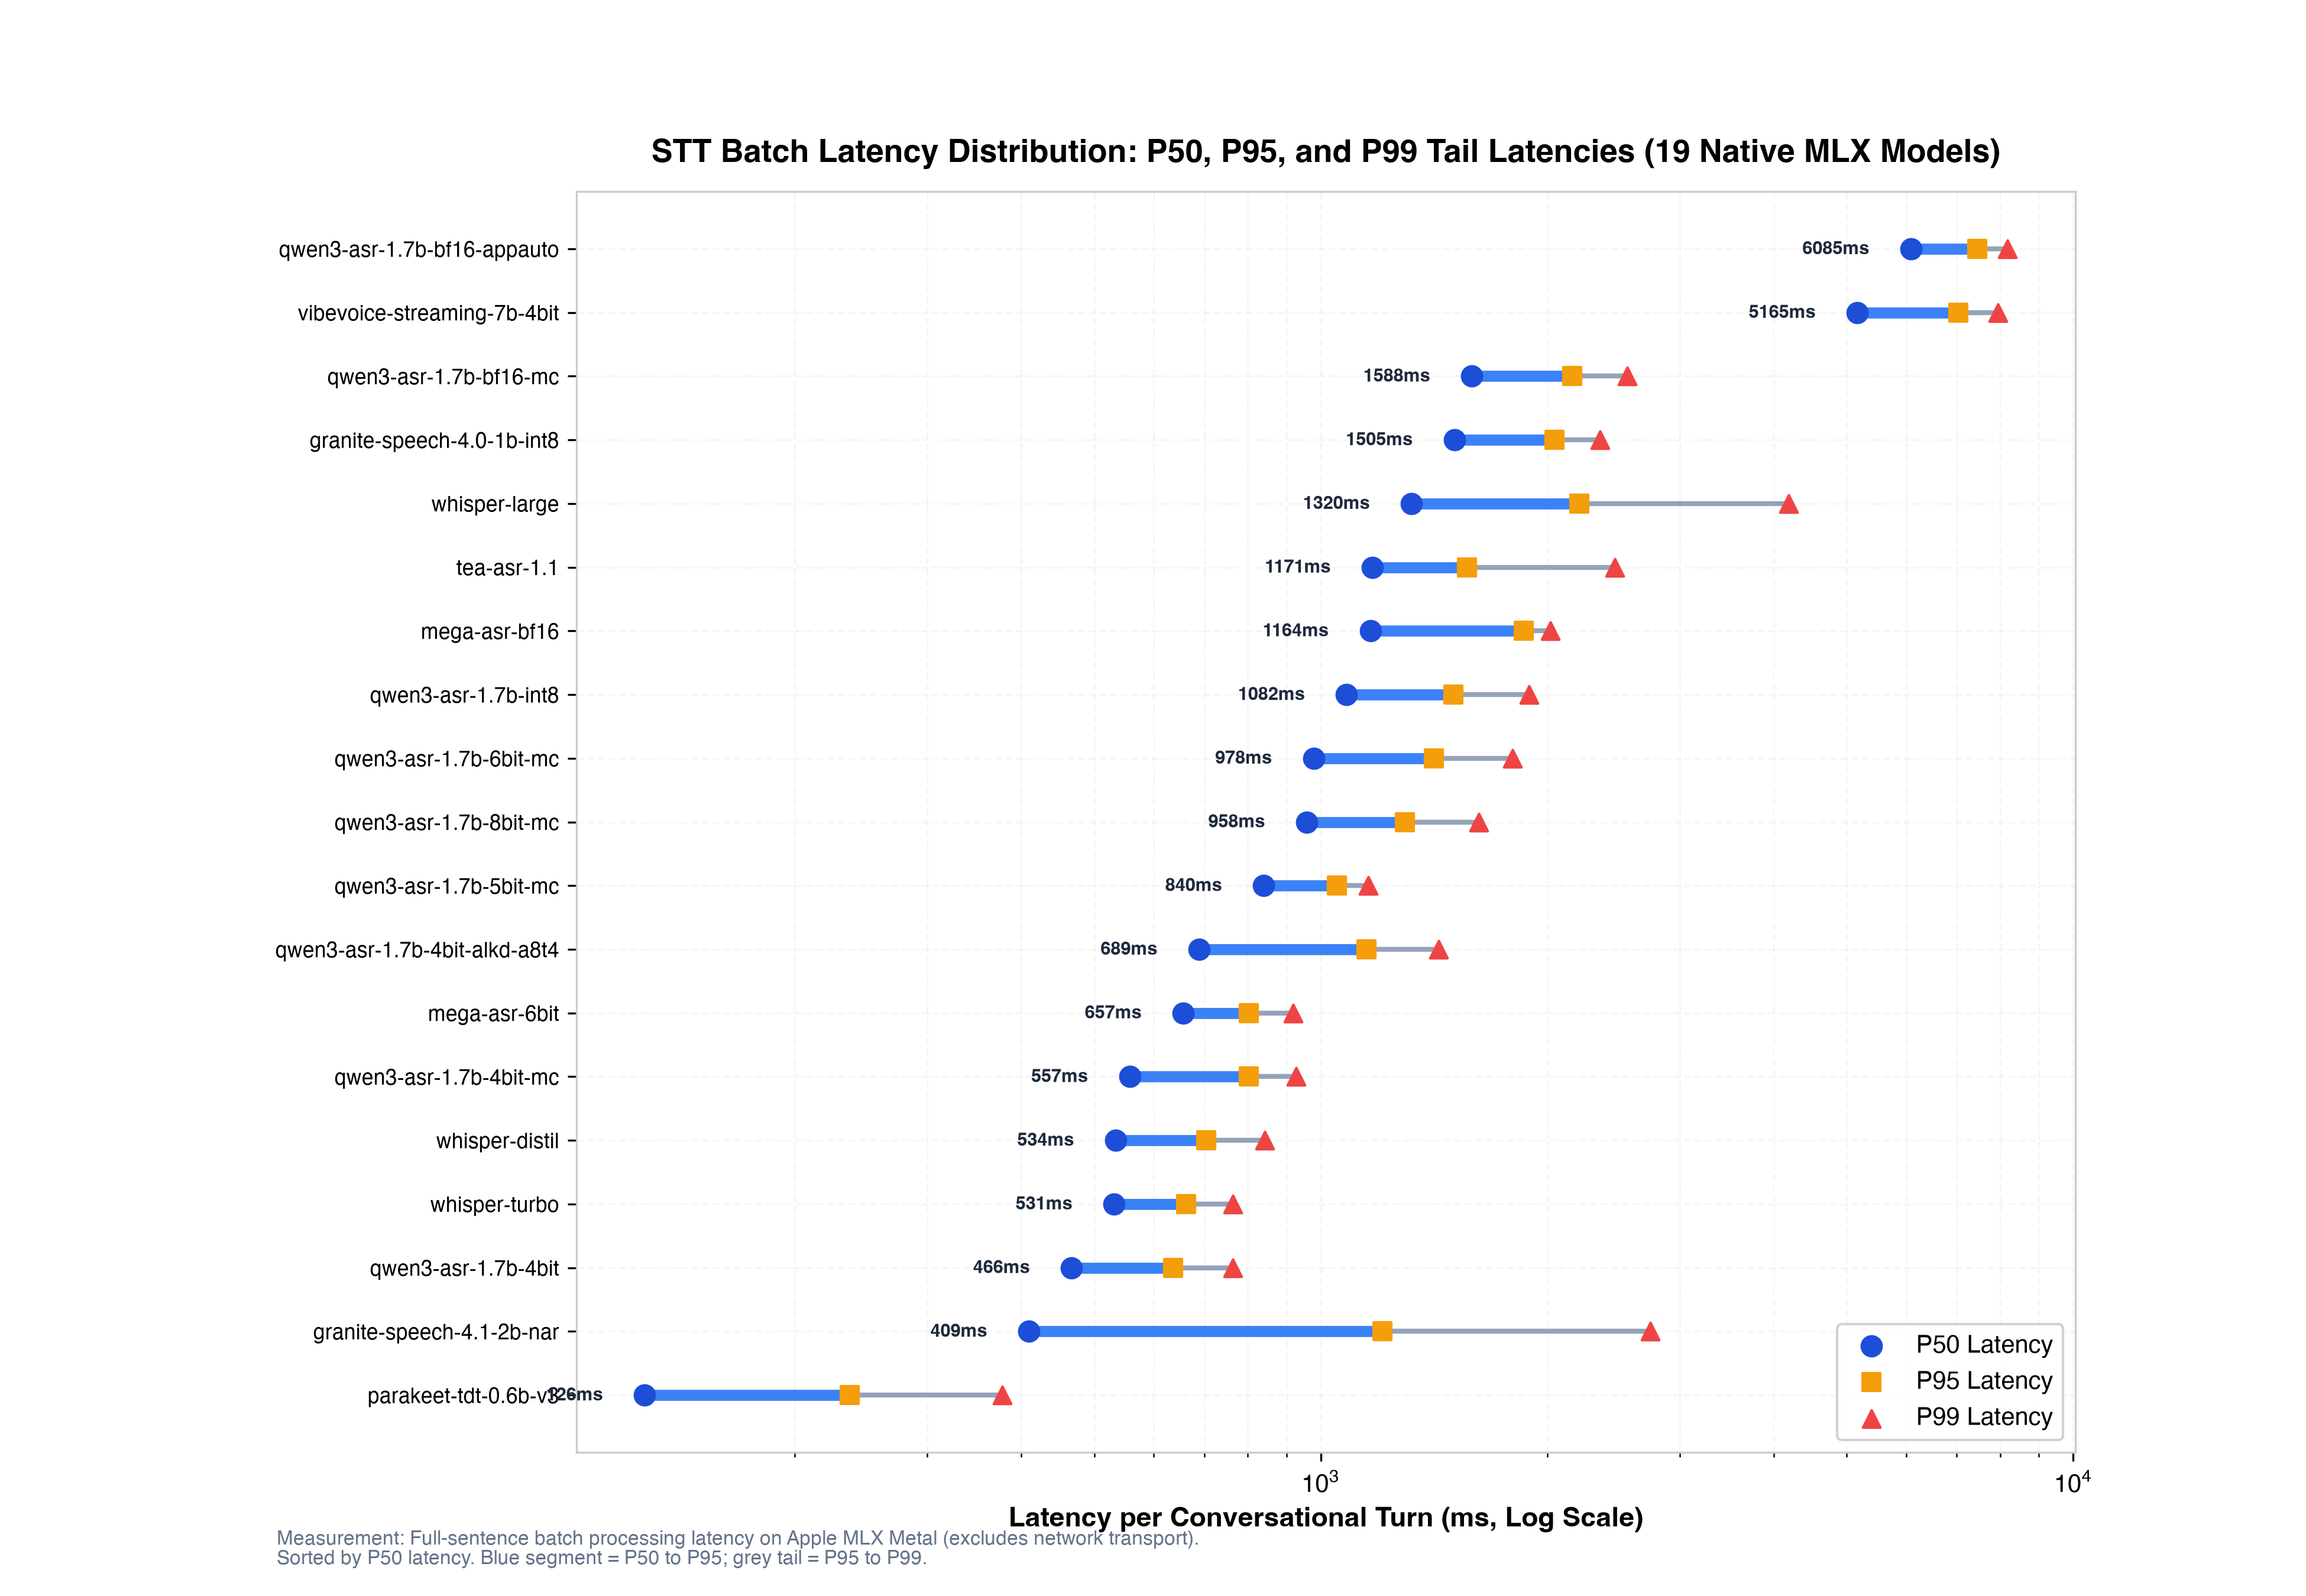 STT Batch Latency Distribution: P50, P95, and P99 Tail Latencies (19 Native MLX Models)
qwen3-asr-1.7b-bf16-appauto 6085ms
vibevoice-streaming-7b-4bit 5165ms
qwen3-asr-1.7b-bf16-mc 1588ms
granite-speech-4.0-1b-int8 1505ms
whisper-large 1320ms
tea-asr-1.1 1171ms
mega-asr-bf16 1164ms
qwen3-asr-1.7b-int8 1082ms
qwen3-asr-1.7b-6bit-mc 978ms
qwen3-asr-1.7b-8bit-mc 958ms
qwen3-asr-1.7b-5bit-mc 840ms
qwen3-asr-1.7b-4bit-alkd-a8t4 689ms
mega-asr-6bit 657ms
qwen3-asr-1.7b-4bit-mc 557ms
whisper-distil 534ms
whisper-turbo 531ms
qwen3-asr-1.7b-4bit 466ms
granite-speech-4.1-2b-nar 409ms
parakeet-tdt-0.6b-v3 126ms
P50 Latency
P95 Latency
P99 Latency
10³ 10⁴
Latency per Conversational Turn (ms, Log Scale)
Measurement: Full-sentence batch processing latency on Apple MLX Metal (excludes network transport).
Sorted by P50 latency. Blue segment = P50 to P95; grey tail = P95 to P99.